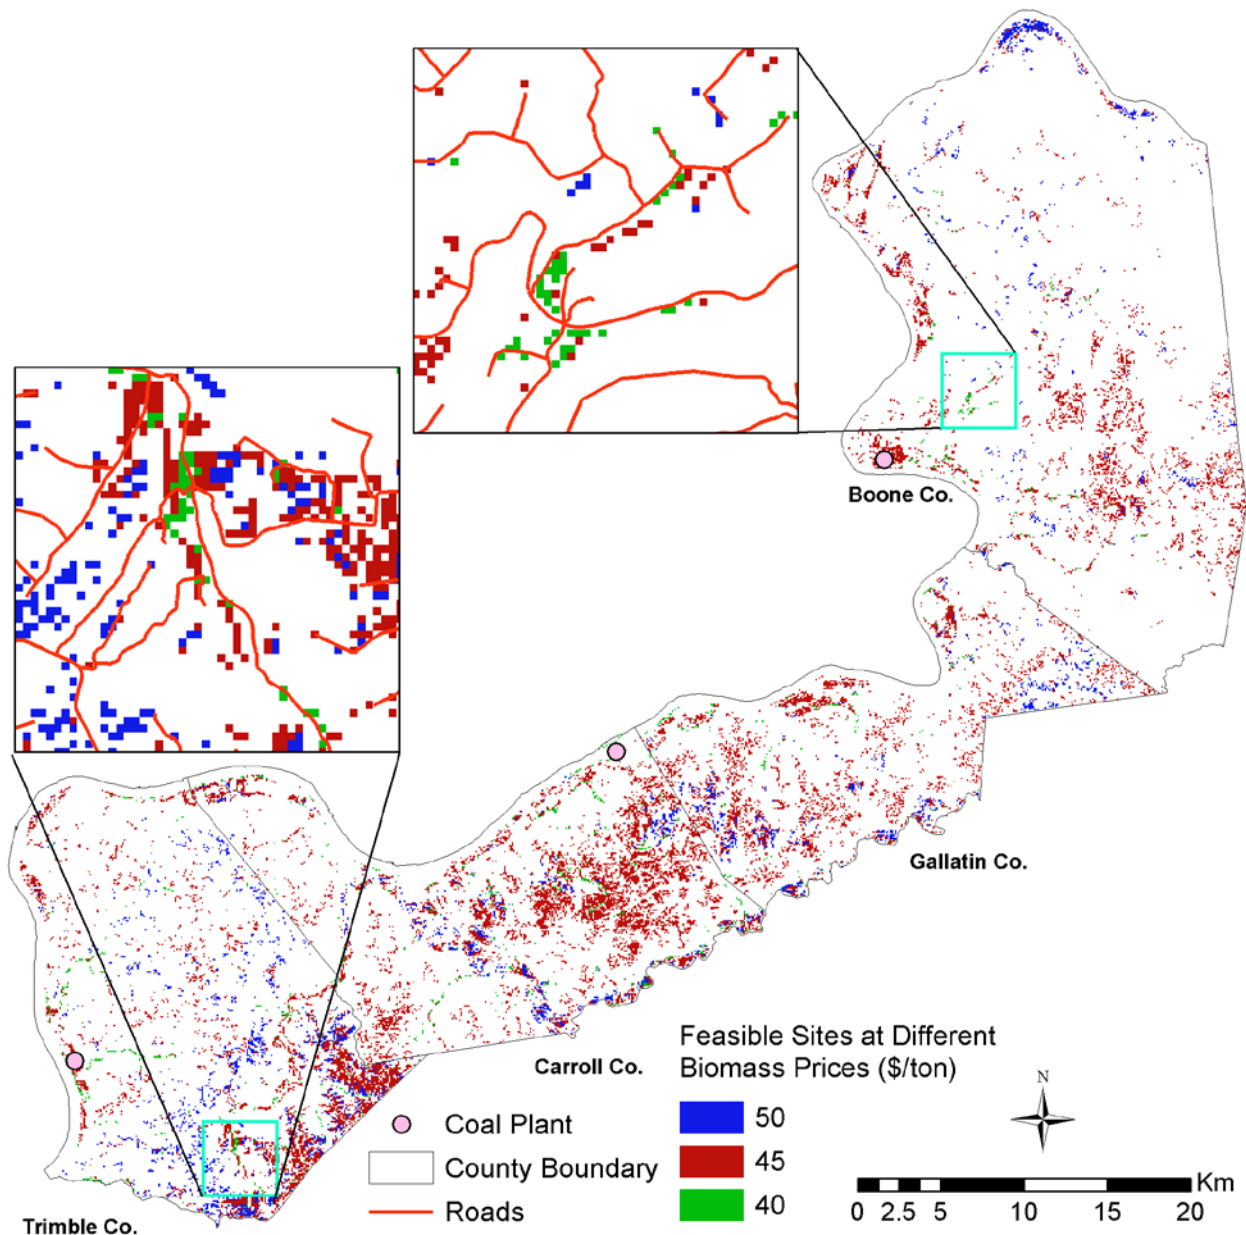 Boone Co.
Gallatin Co.
Carroll Co.
Trimble Co.
Coal Plant
County Boundary
Roads
Feasible Sites at Different
Biomass Prices ($/ton)
50
45
40
N
Km
0 2.5 5 10 15 20